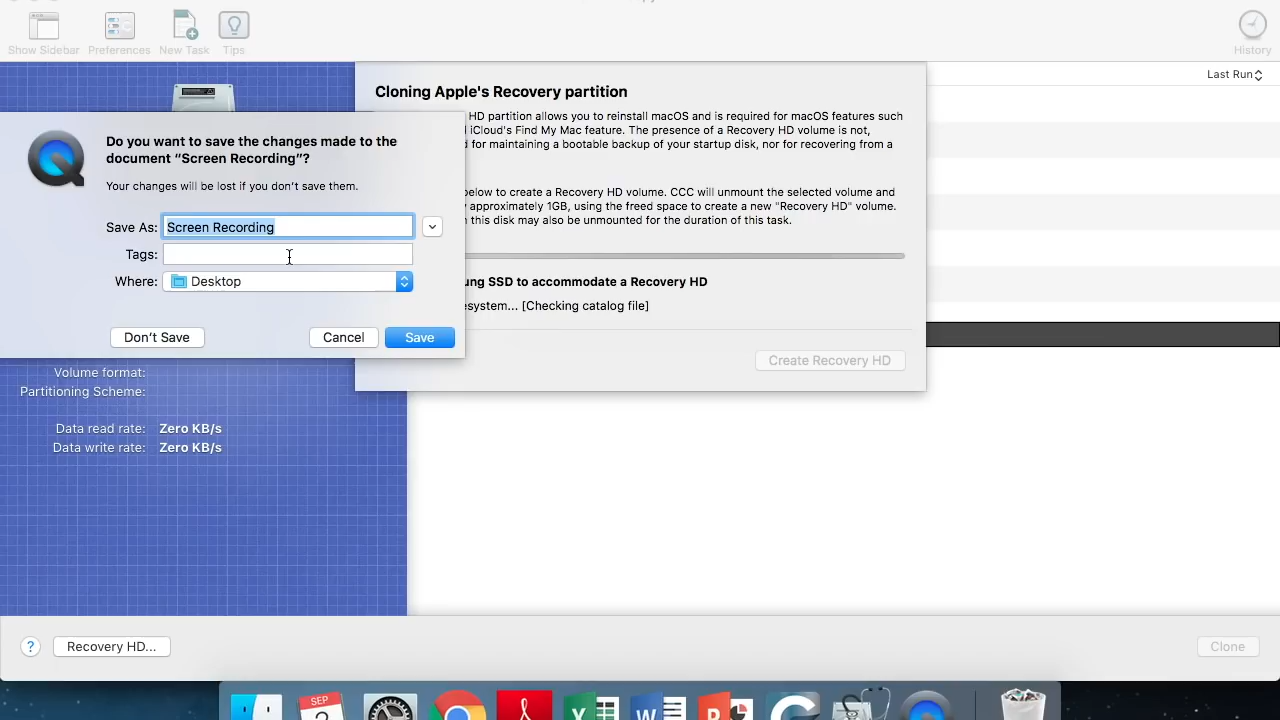 Show Sidebar
Preferences
New Task
Tips
History
Last Run
Cloning Apple's Recovery partition
HD partition allows you to reinstall macOS and is required for macOS features such
iCloud's Find My Mac feature. The presence of a Recovery HD volume is not,
for maintaining a bootable backup of your startup disk, nor for recovering from a
below to create a Recovery HD volume. CCC will unmount the selected volume and
approximately 1GB, using the freed space to create a new "Recovery HD" volume.
this disk may also be unmounted for the duration of this task.
SSD to accommodate a Recovery HD
[Checking catalog file]
Create Recovery HD
Do you want to save the changes made to the
document “Screen Recording”?
Your changes will be lost if you don’t save them.
Save As: Screen Recording
Tags:
Where: Desktop
Don’t Save
Cancel
Save
Volume format:
Partitioning Scheme:
Data read rate: Zero KB/s
Data write rate: Zero KB/s
?
Recovery HD...
Clone
SEP